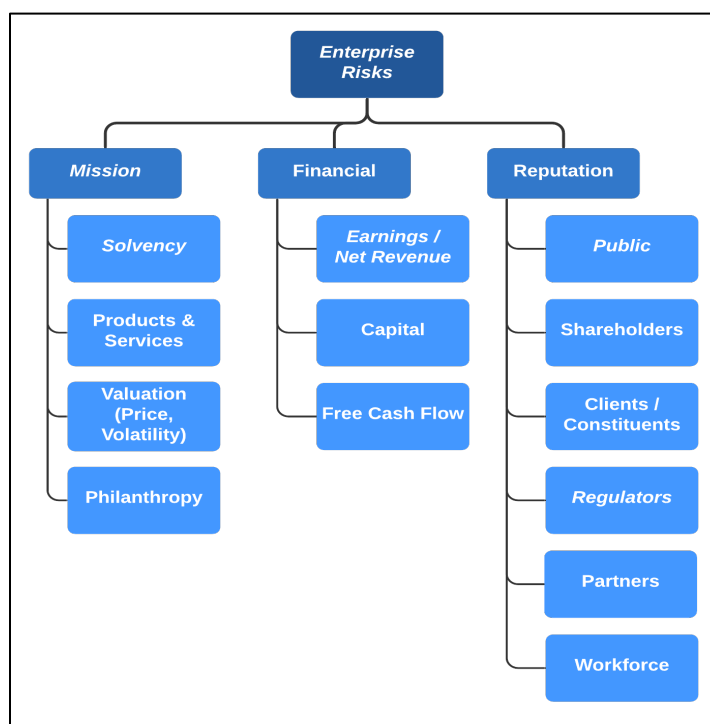 Enterprise
Risks
Mission
Solvency
Products &
Services
Valuation
(Price,
Volatility)
Philanthropy
Financial
Earnings /
Net Revenue
Capital
Free Cash Flow
Reputation
Public
Shareholders
Clients /
Constituents
Regulators
Partners
Workforce